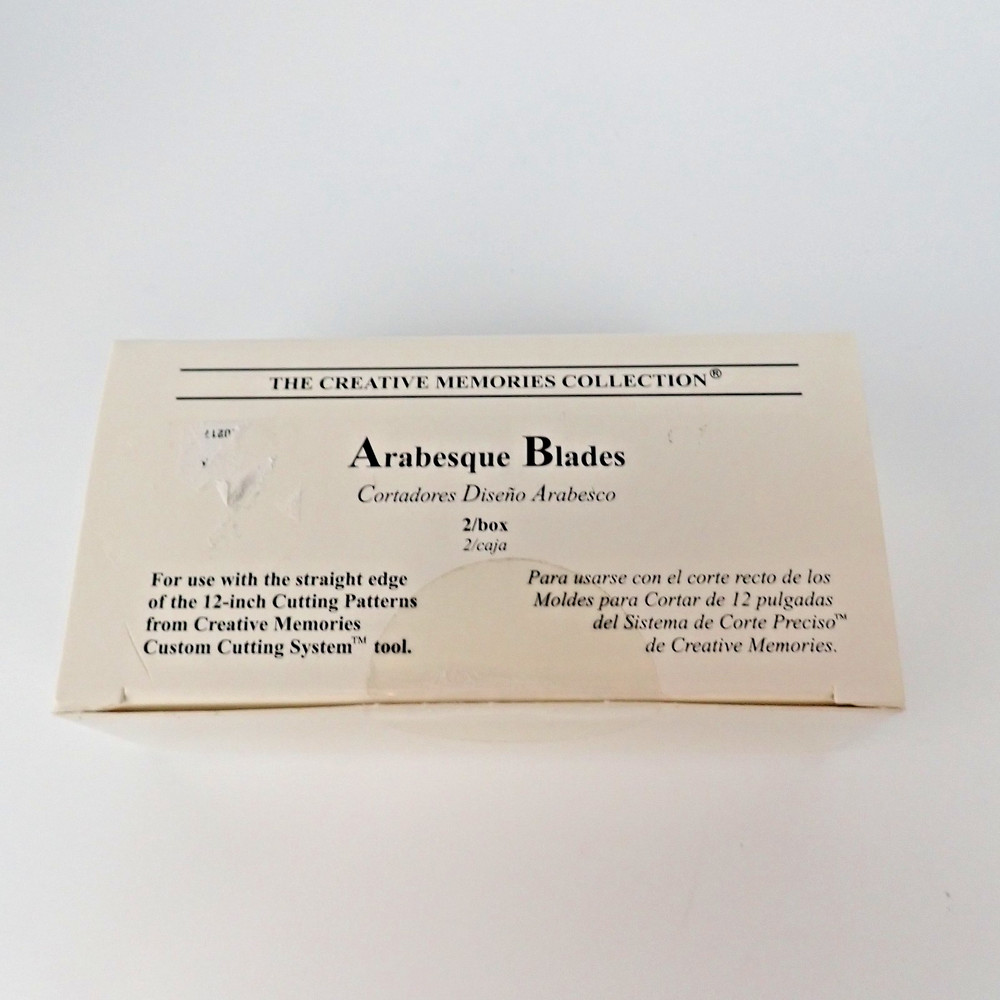 THE CREATIVE MEMORIES COLLECTION®
Arabesque Blades
Cortadores Diseño Arabesco
2/box
2/caja
For use with the straight edge
of the 12-inch Cutting Patterns
from Creative Memories
Custom Cutting System™ tool.
Para usarse con el corte recto de los
Moldes para Cortar de 12 pulgadas
del Sistema de Corte Preciso™
de Creative Memories.